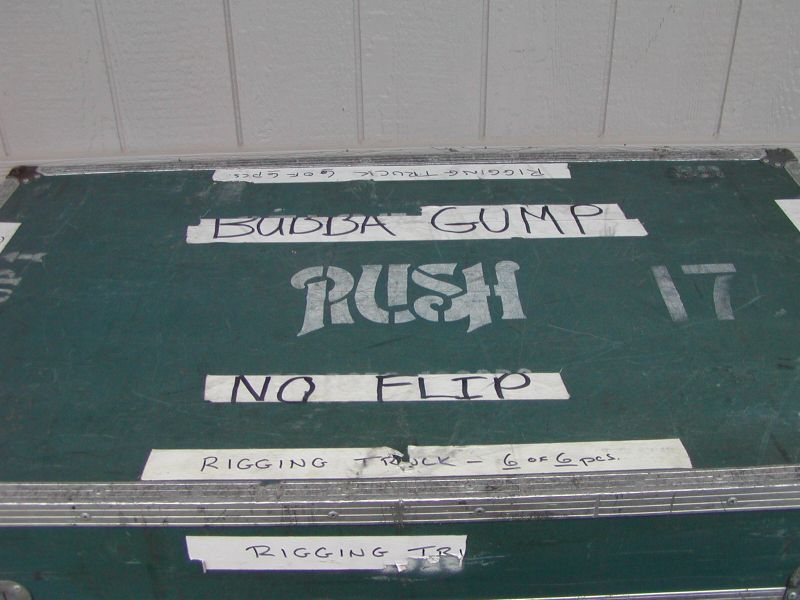 RIGGING TRUCK 6 OF 6 pcs.
BUBBA GUMP
RUSH 17
NO FLIP
RIGGING TRUCK - 6 OF 6 pcs.
RIGGING TRU